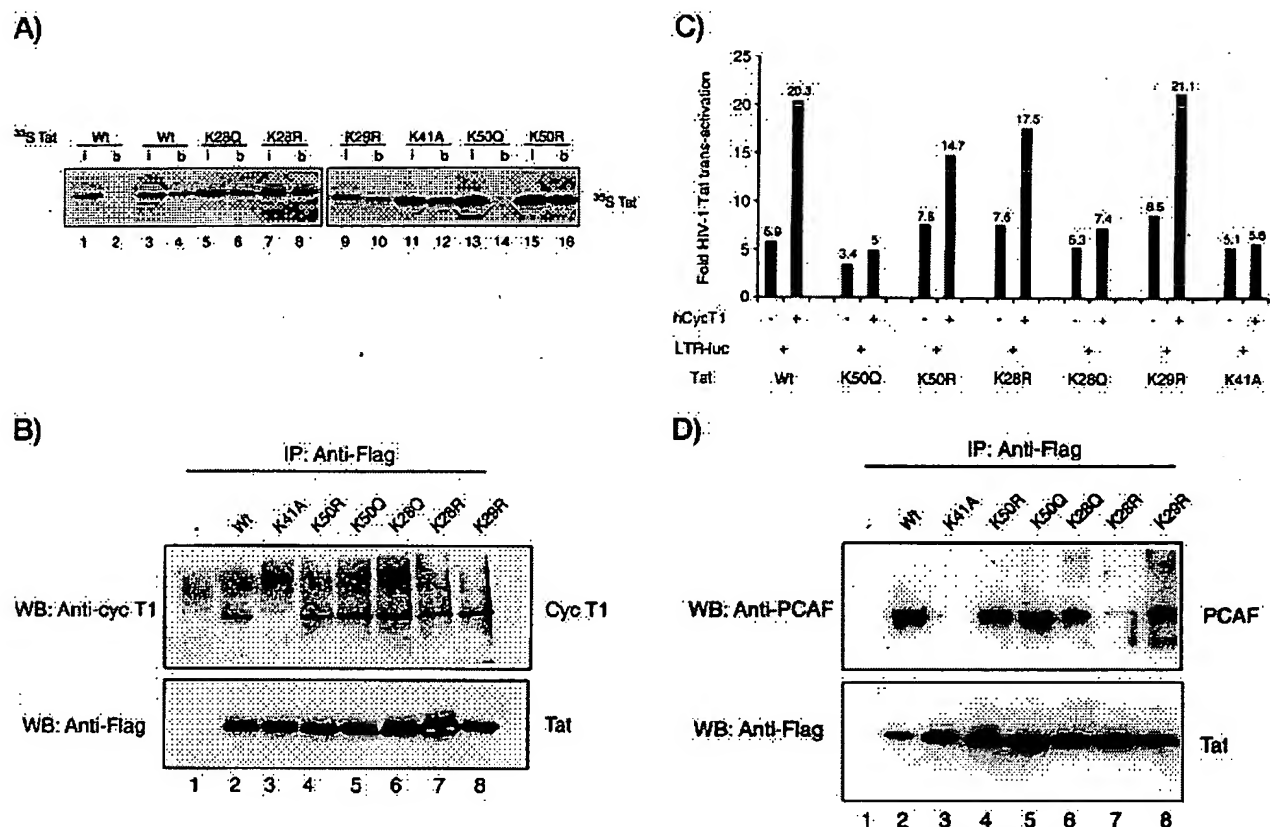 A)
35S Tat Wt Wt K28Q K28R K29R K41A K50Q K50R
i b i b i b i b i b i b i b i b
35S Tat
1 2 3 4 5 6 7 8 9 10 11 12 13 14 15 16
B)
IP: Anti-Flag
- Wt K41A K50R K50Q K28Q K28R K29R
WB: Anti-cyc T1 Cyc T1
WB: Anti-Flag Tat
1 2 3 4 5 6 7 8
C)
Fold HIV-1 Tat trans-activation
25
20
15
10
5
0
5.9 20.3 3.4 5 14.7 17.5 5.3 7.4 21.1 5.1 5.6
hCycT1 - + - + - + - + - + - + - +
LTR-luc + + + + + + +
Tat Wt K50Q K50R K28R K28Q K29R K41A
D)
IP: Anti-Flag
- Wt K41A K50R K50Q K28Q K28R K29R
WB: Anti-PCAF PCAF
WB: Anti-Flag Tat
1 2 3 4 5 6 7 8